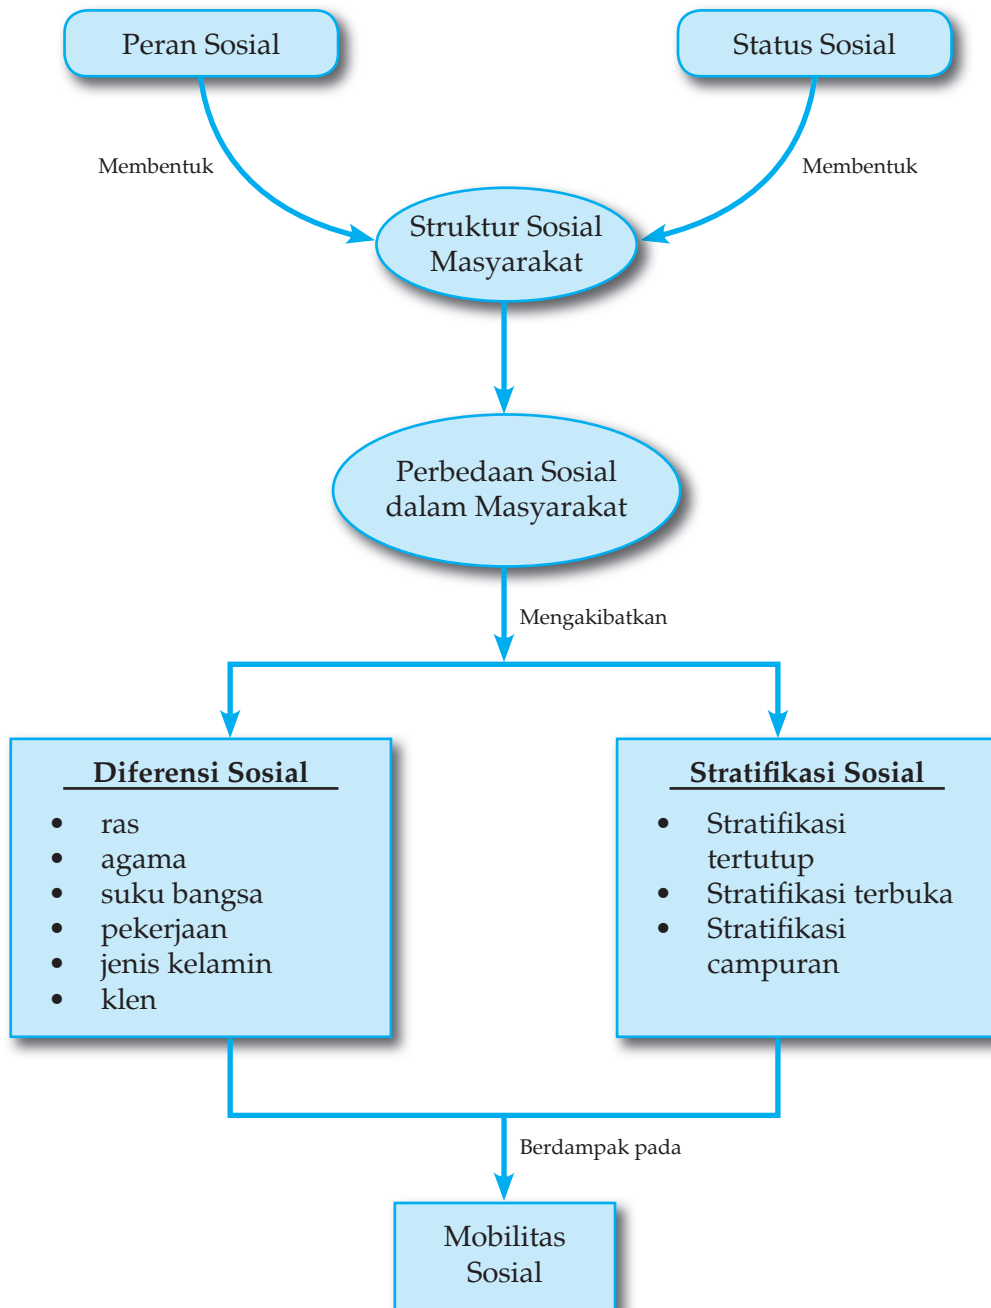 Peran Sosial
Status Sosial
Membentuk
Membentuk
Struktur Sosial
Masyarakat
Perbedaan Sosial
dalam Masyarakat
Mengakibatkan
Diferensi Sosial
• ras
• agama
• suku bangsa
• pekerjaan
• jenis kelamin
• klen
Stratifikasi Sosial
• Stratifikasi
tertutup
• Stratifikasi terbuka
• Stratifikasi
campuran
Berdampak pada
Mobilitas
Sosial